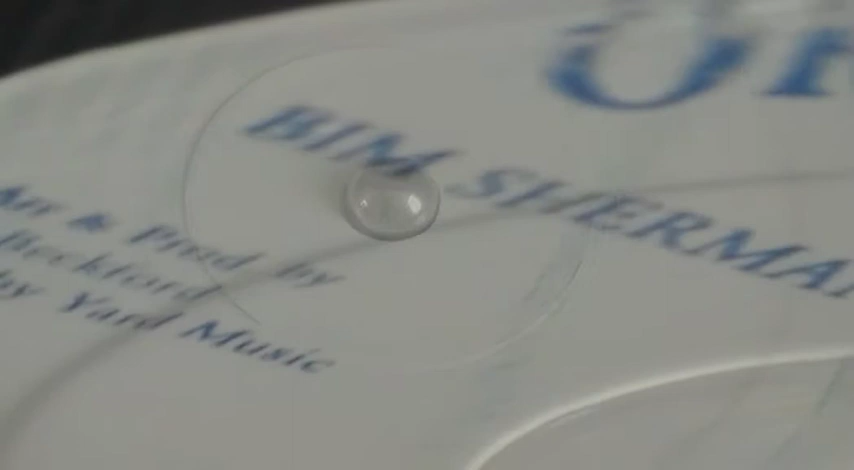 BIM SHERMA
Arr & Prod by
Beckford
by Yard Music